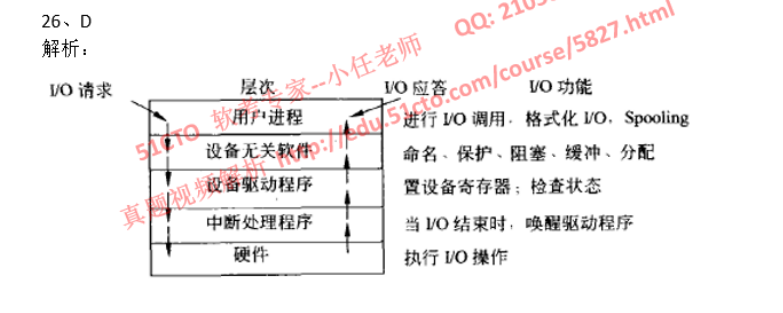 26、D
解析：
I/O 请求 层次 I/O 应答 I/O 功能
用户进程 进行 I/O 调用，格式化 I/O，Spooling
设备无关软件 命名、保护、阻塞、缓冲、分配
设备驱动程序 置设备寄存器；检查状态
中断处理程序 当 I/O 结束时，唤醒驱动程序
硬件 执行 I/O 操作
51CTO 软考专家--小任老师
QQ: 2105
真题视频解析 http://edu.51cto.com/course/5827.html